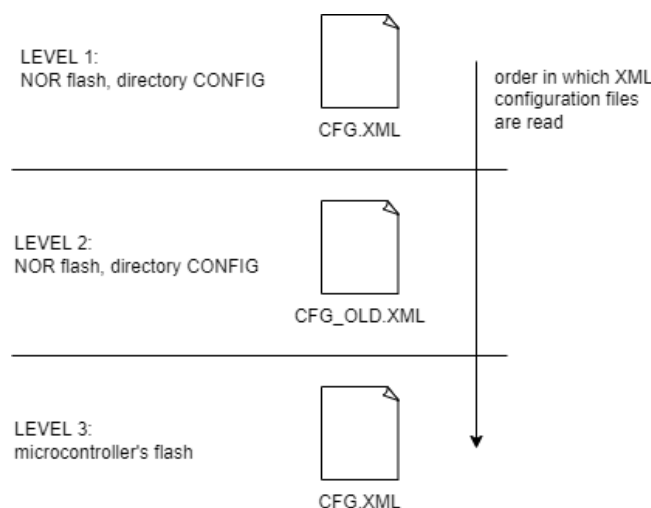 LEVEL 1:
NOR flash, directory CONFIG
CFG.XML
order in which XML
configuration files
are read
LEVEL 2:
NOR flash, directory CONFIG
CFG_OLD.XML
LEVEL 3:
microcontroller's flash
CFG.XML